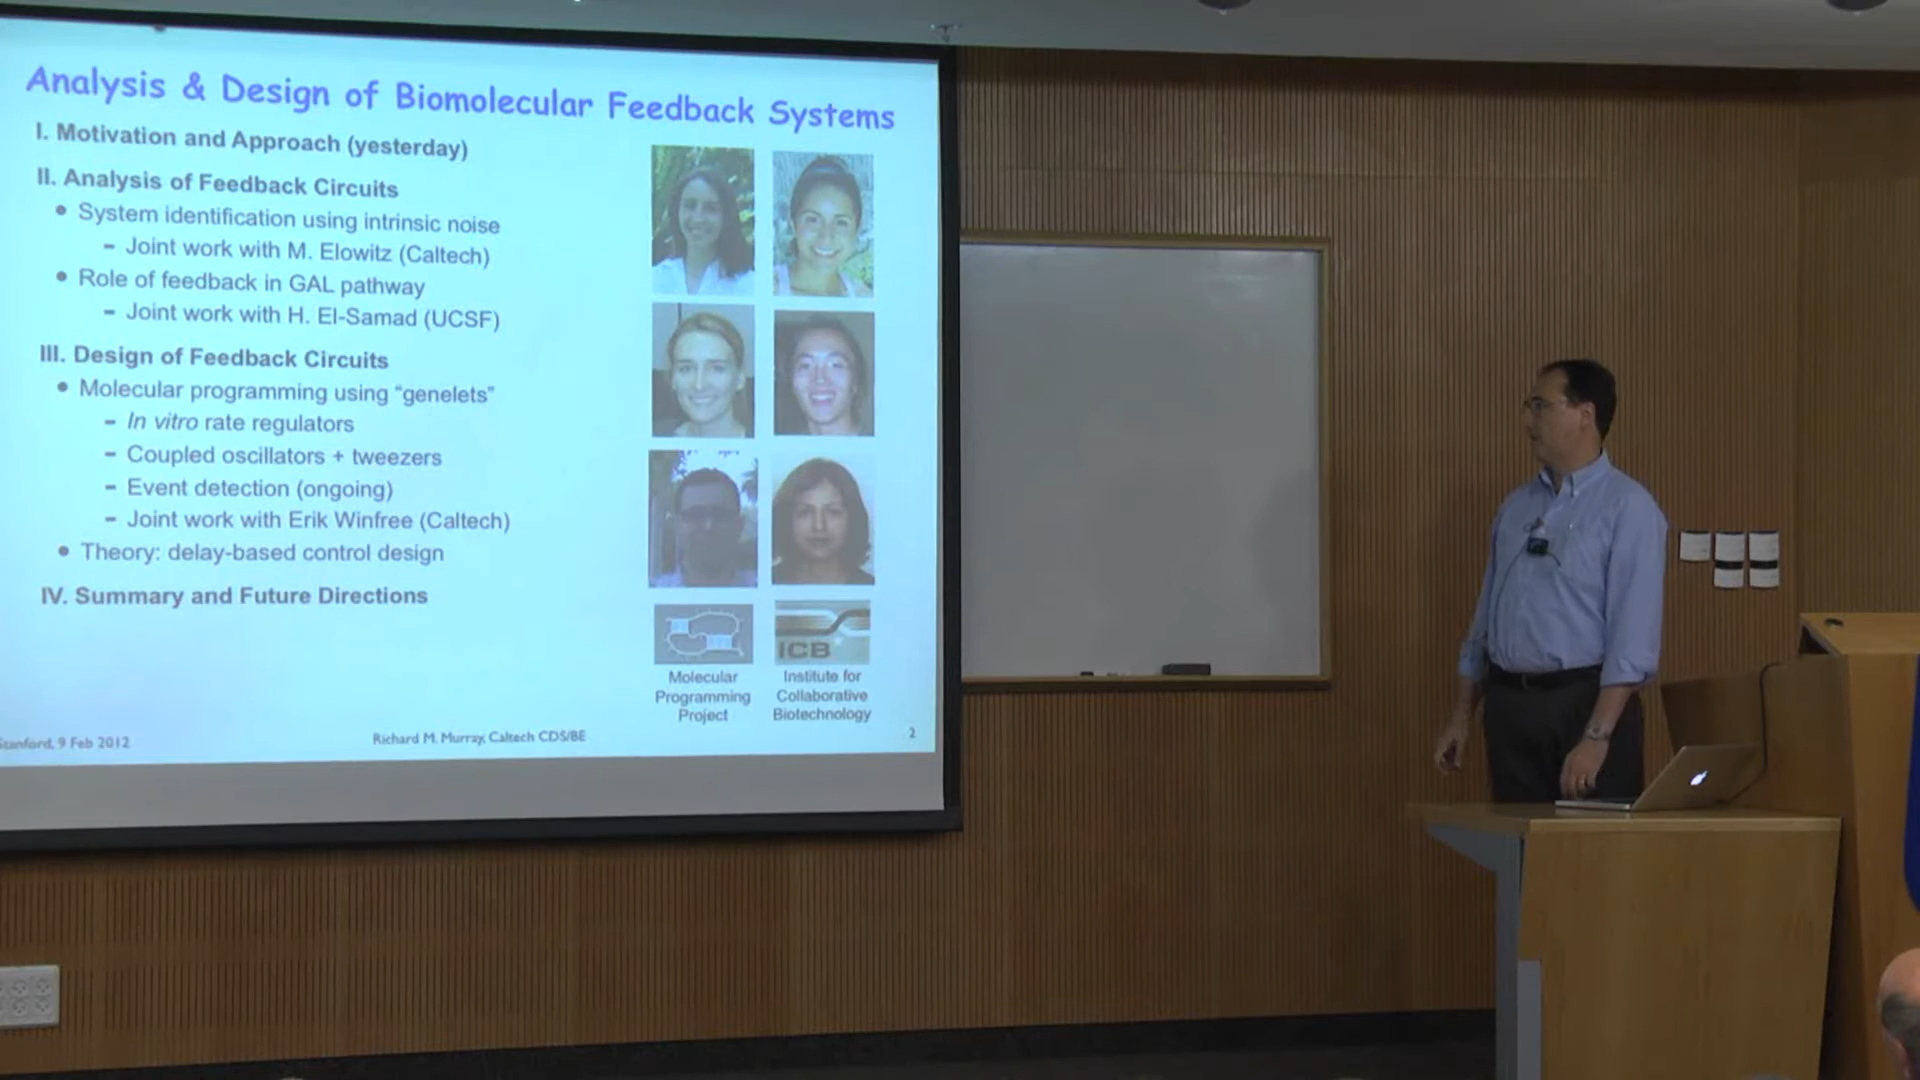 Analysis & Design of Biomolecular Feedback Systems
I. Motivation and Approach (yesterday)
II. Analysis of Feedback Circuits
• System identification using intrinsic noise
– Joint work with M. Elowitz (Caltech)
• Role of feedback in GAL pathway
– Joint work with H. El-Samad (UCSF)
III. Design of Feedback Circuits
• Molecular programming using “genelets”
– In vitro rate regulators
– Coupled oscillators + tweezers
– Event detection (ongoing)
– Joint work with Erik Winfree (Caltech)
• Theory: delay-based control design
IV. Summary and Future Directions
ICB
Molecular
Programming
Project
Institute for
Collaborative
Biotechnology
Stanford, 9 Feb 2012
Richard M. Murray, Caltech CDS/BE
2